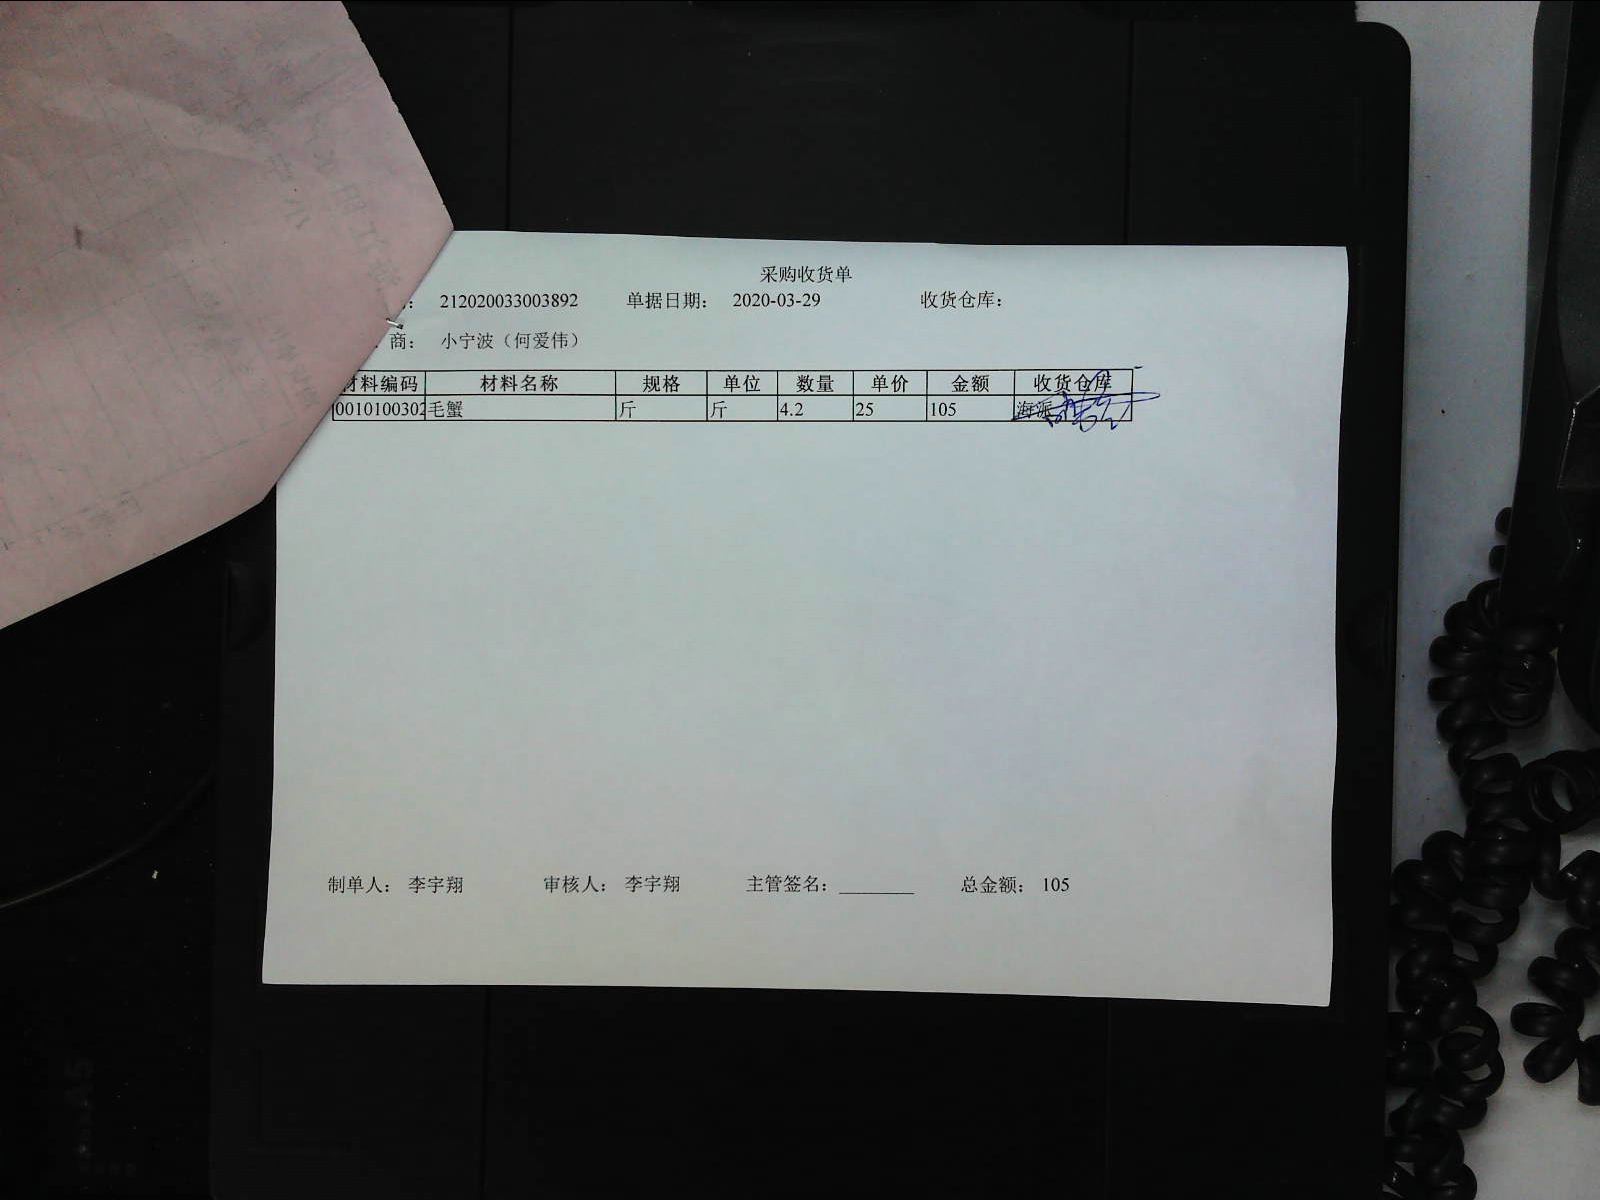 采购收货单
: 212020033003892 单据日期: 2020-03-29 收货仓库:
商: 小宁波（何爱伟）
材料编码 材料名称 规格 单位 数量 单价 金额 收货仓库
0010100302 毛蟹 斤 斤 4.2 25 105 海派
制单人: 李宇翔 审核人: 李宇翔 主管签名: ________ 总金额: 105